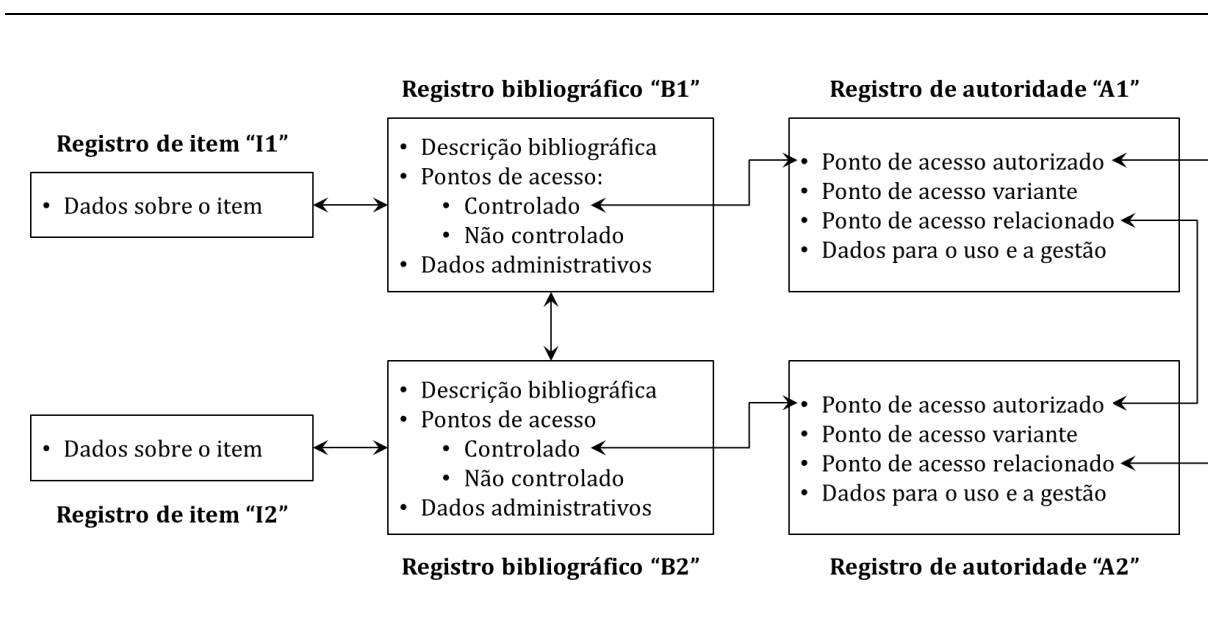 Registro bibliográfico “B1”
Registro de autoridade “A1”
Registro de item “I1”
• Dados sobre o item
• Descrição bibliográfica
• Pontos de acesso:
• Controlado
• Não controlado
• Dados administrativos
• Ponto de acesso autorizado
• Ponto de acesso variante
• Ponto de acesso relacionado
• Dados para o uso e a gestão
• Dados sobre o item
Registro de item “I2”
• Descrição bibliográfica
• Pontos de acesso
• Controlado
• Não controlado
• Dados administrativos
• Ponto de acesso autorizado
• Ponto de acesso variante
• Ponto de acesso relacionado
• Dados para o uso e a gestão
Registro bibliográfico “B2”
Registro de autoridade “A2”